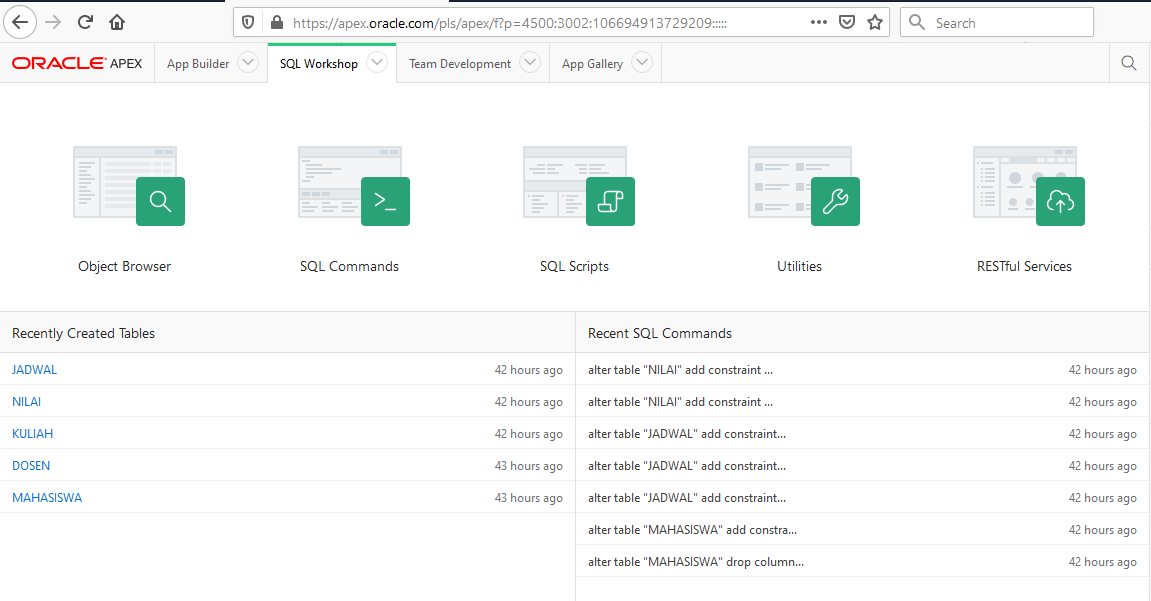 https://apex.oracle.com/pls/apex/f?p=4500:3002:106694913729209:::::
Search
ORACLE APEX
App Builder
SQL Workshop
Team Development
App Gallery
>_
Object Browser
SQL Commands
SQL Scripts
Utilities
RESTful Services
Recently Created Tables
JADWAL 42 hours ago
NILAI 42 hours ago
KULIAH 42 hours ago
DOSEN 43 hours ago
MAHASISWA 43 hours ago
Recent SQL Commands
alter table "NILAI" add constraint ... 42 hours ago
alter table "NILAI" add constraint ... 42 hours ago
alter table "JADWAL" add constraint... 42 hours ago
alter table "JADWAL" add constraint... 42 hours ago
alter table "JADWAL" add constraint... 42 hours ago
alter table "MAHASISWA" add constra... 42 hours ago
alter table "MAHASISWA" drop column... 42 hours ago